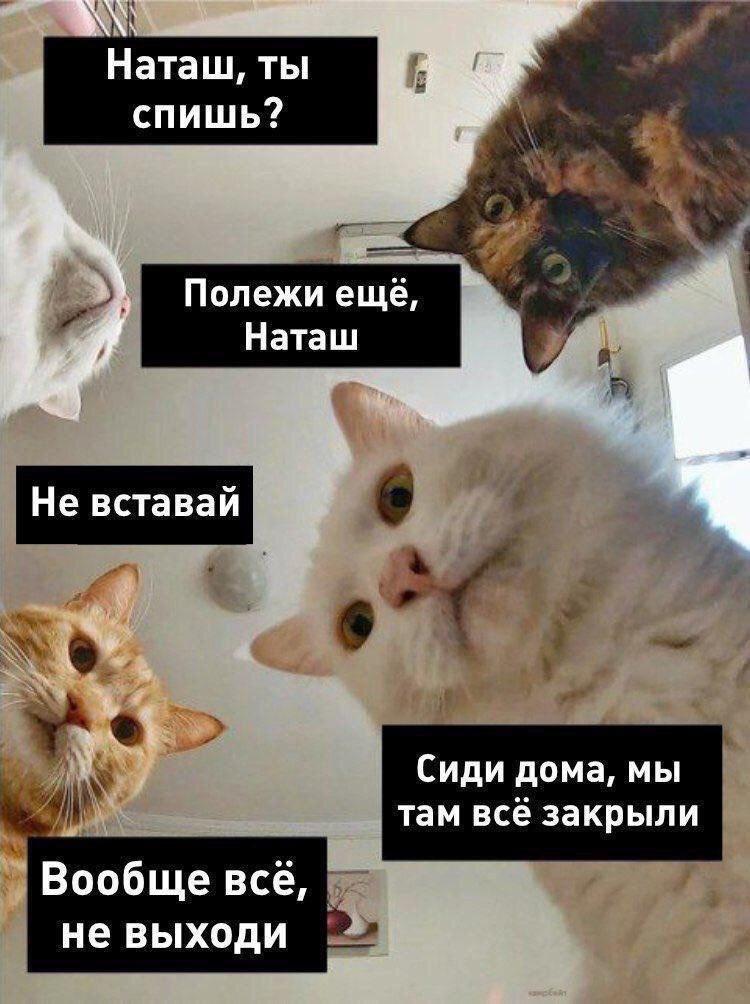 Наташ, ты
спишь?
Полежи ещё,
Наташ
Не вставай
Сиди дома, мы
там всё закрыли
Вообще всё,
не выходи